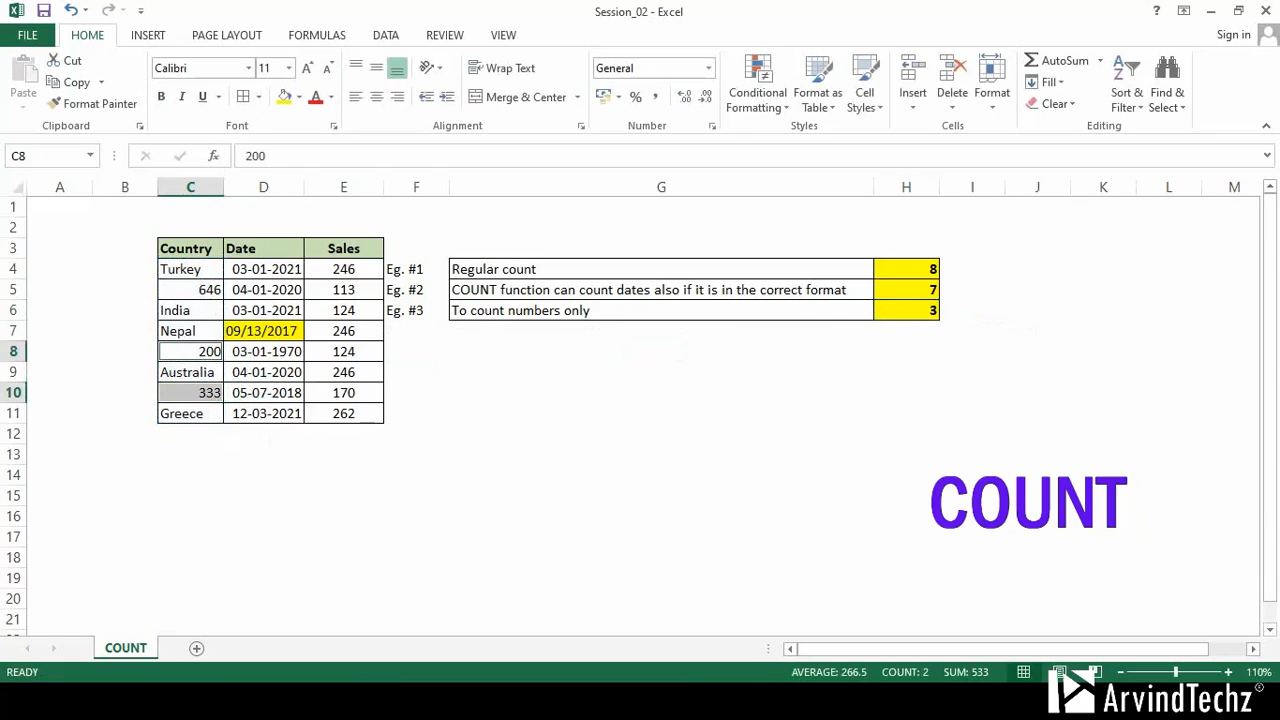 Session_02 - Excel
?
FILE HOME INSERT PAGE LAYOUT FORMULAS DATA REVIEW VIEW Sign in
Paste Cut Calibri 11 A A Wrap Text General Conditional Formatting Format as Table Cell Styles Insert Delete Format AutoSum Sort & Filter Find & Select
Copy B I U A Merge & Center % , Fill
Format Painter Clear
Clipboard Font Alignment Number Styles Cells Editing
C8 fx 200
A B C D E F G H I J K L M
1
2
3 Country Date Sales
4 Turkey 03-01-2021 246 Eg. #1 Regular count 8
5 646 04-01-2020 113 Eg. #2 COUNT function can count dates also if it is in the correct format 7
6 India 03-01-2021 124 Eg. #3 To count numbers only 3
7 Nepal 09/13/2017 246
8 200 03-01-1970 124
9 Australia 04-01-2020 246
10 333 05-07-2018 170
11 Greece 12-03-2021 262
12
13
14
15 COUNT
16
17
18
19
20
21
COUNT
READY AVERAGE: 266.5 COUNT: 2 SUM: 533 110%
ArvindTechz®